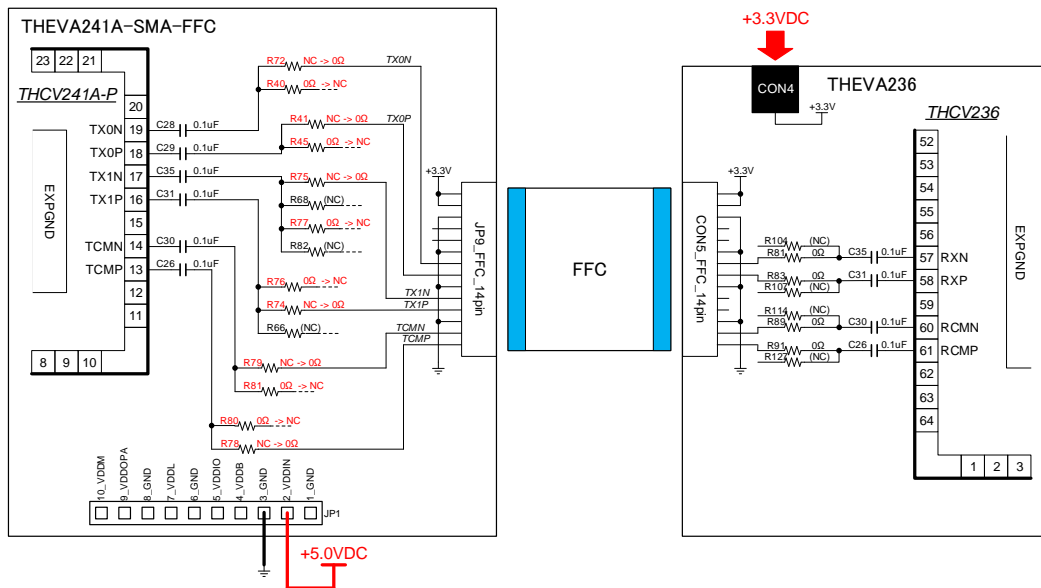 THEVA241A-SMA-FFC
23 22 21
THCV241A-P
20
TX0N 19 C28 0.1uF
TX0P 18 C29 0.1uF
TX1N 17 C35 0.1uF
TX1P 16 C31 0.1uF
15
TCMN 14 C30 0.1uF
TCMP 13 C26 0.1uF
12
11
8 9 10
EXPGND
R72 NC -> 0Ω TX0N
R40 0Ω -> NC
R41 NC -> 0Ω TX0P
R45 0Ω -> NC
R75 NC -> 0Ω
R68 (NC)
R77 0Ω -> NC
R82 (NC)
R76 0Ω -> NC
TX1N
R74 NC -> 0Ω TX1P
R66 (NC)
TCMN
TCMP
R79 NC -> 0Ω
R81 0Ω -> NC
R80 0Ω -> NC
R78 NC -> 0Ω
+3.3V
JP9_FFC_14pin
10_VDDM
9_VDDOPA
8_GND
7_VDDL
6_GND
5_VDDIO
4_VDDB
3_GND
2_VDDIN
1_GND
JP1
+5.0VDC
FFC
+3.3VDC
CON4
+3.3V
THEVA236
THCV236
+3.3V
CON5_FFC_14pin
R104 (NC)
R81 0Ω C35 0.1uF
R83 0Ω C31 0.1uF
R107 (NC)
R114 (NC)
R89 0Ω C30 0.1uF
R91 0Ω C26 0.1uF
R127 (NC)
52
53
54
55
56
57 RXN
58 RXP
59
60 RCMN
61 RCMP
62
63
64
1 2 3
EXPGND